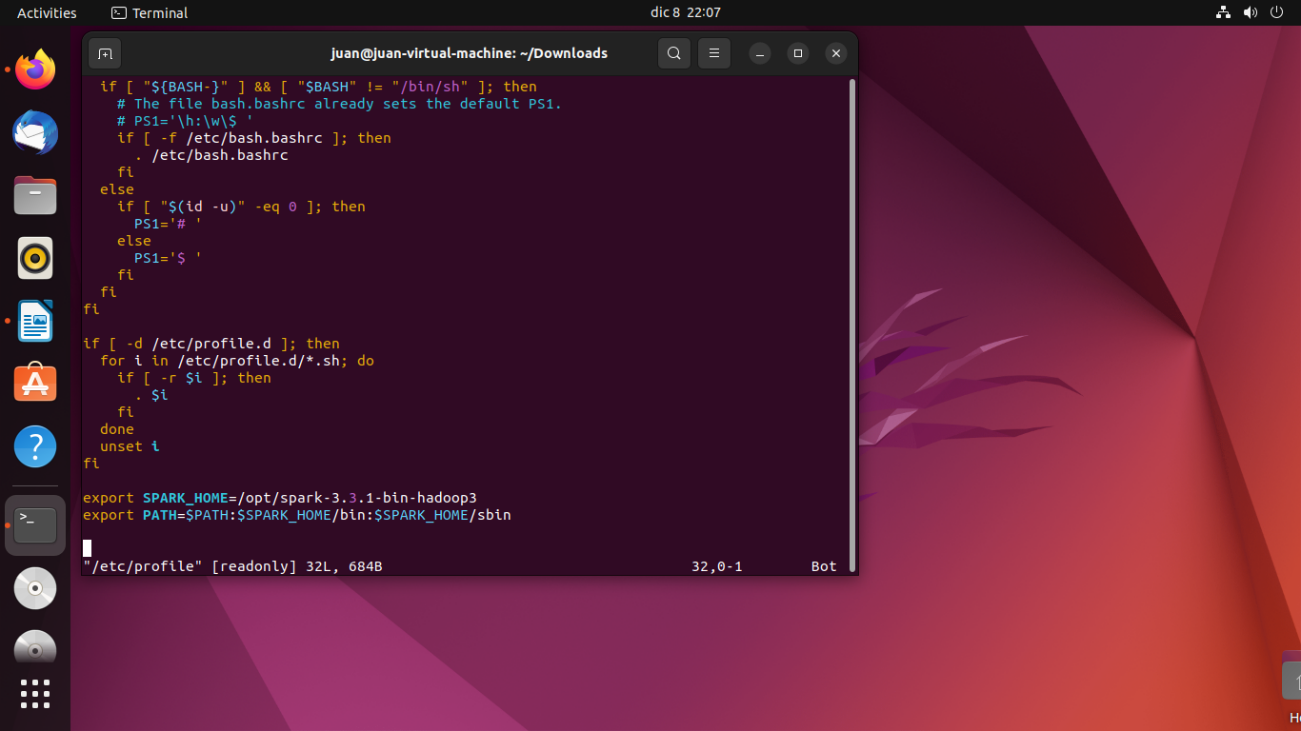 Activities
Terminal
dic 8 22:07
juan@juan-virtual-machine: ~/Downloads
  if [ "${BASH-}" ] && [ "$BASH" != "/bin/sh" ]; then
    # The file bash.bashrc already sets the default PS1.
    # PS1='\h:\w\$ '
    if [ -f /etc/bash.bashrc ]; then
      . /etc/bash.bashrc
    fi
  else
    if [ "$(id -u)" -eq 0 ]; then
      PS1='# '
    else
      PS1='$ '
    fi
  fi
fi
if [ -d /etc/profile.d ]; then
  for i in /etc/profile.d/*.sh; do
    if [ -r $i ]; then
      . $i
    fi
  done
  unset i
fi
export SPARK_HOME=/opt/spark-3.3.1-bin-hadoop3
export PATH=$PATH:$SPARK_HOME/bin:$SPARK_HOME/sbin
"/etc/profile" [readonly] 32L, 684B 32,0-1 Bot